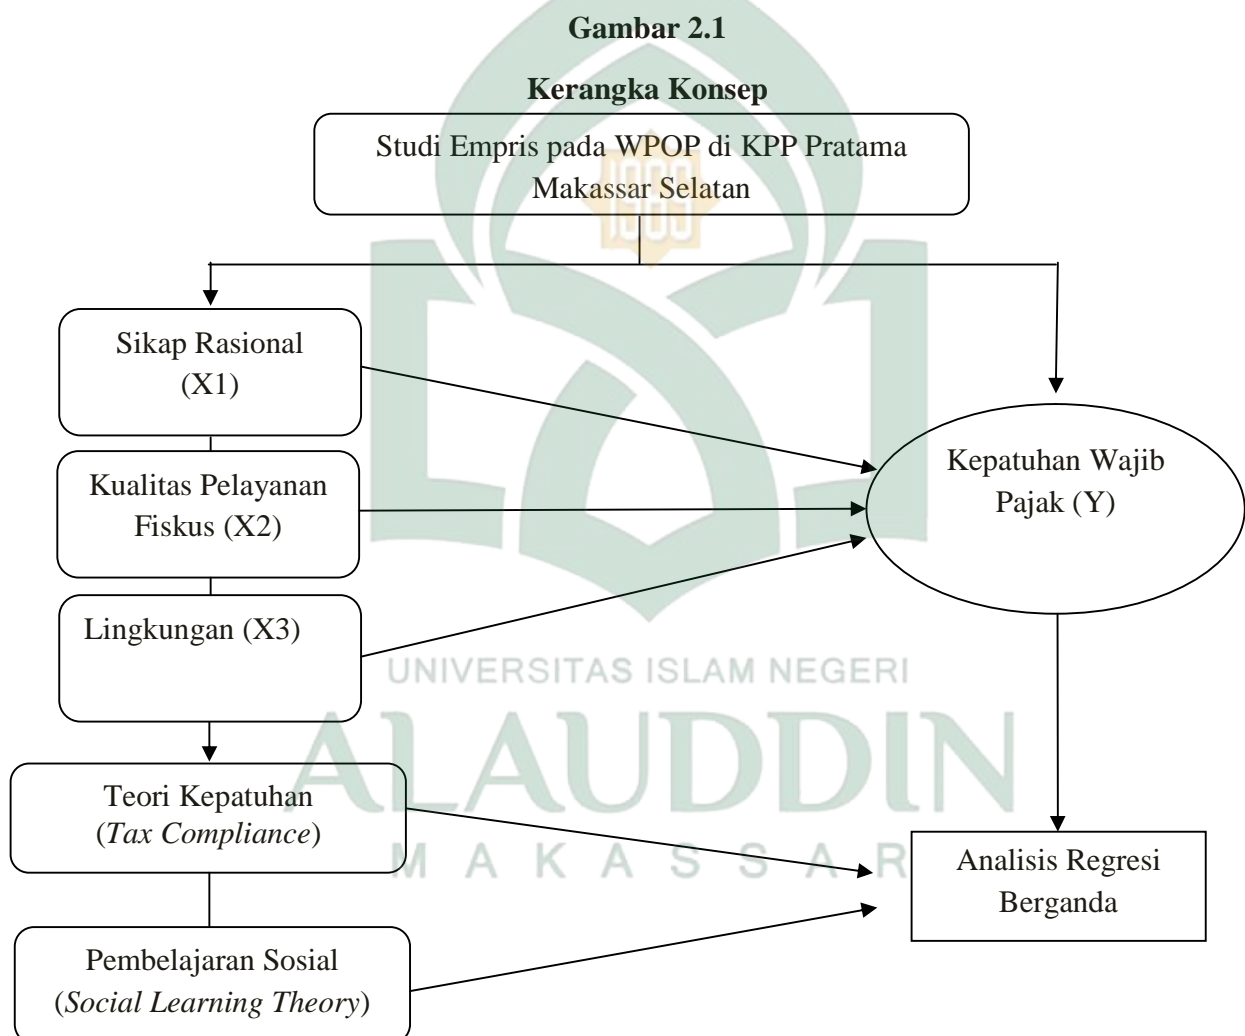 Gambar 2.1
Kerangka Konsep
Studi Empris pada WPOP di KPP Pratama
Makassar Selatan
Sikap Rasional
(X1)
Kualitas Pelayanan
Fiskus (X2)
Lingkungan (X3)
Kepatuhan Wajib
Pajak (Y)
UNIVERSITAS ISLAM NEGERI
ALAUDDIN
MAKASSAR
Teori Kepatuhan
(Tax Compliance)
Analisis Regresi
Berganda
Pembelajaran Sosial
(Social Learning Theory)